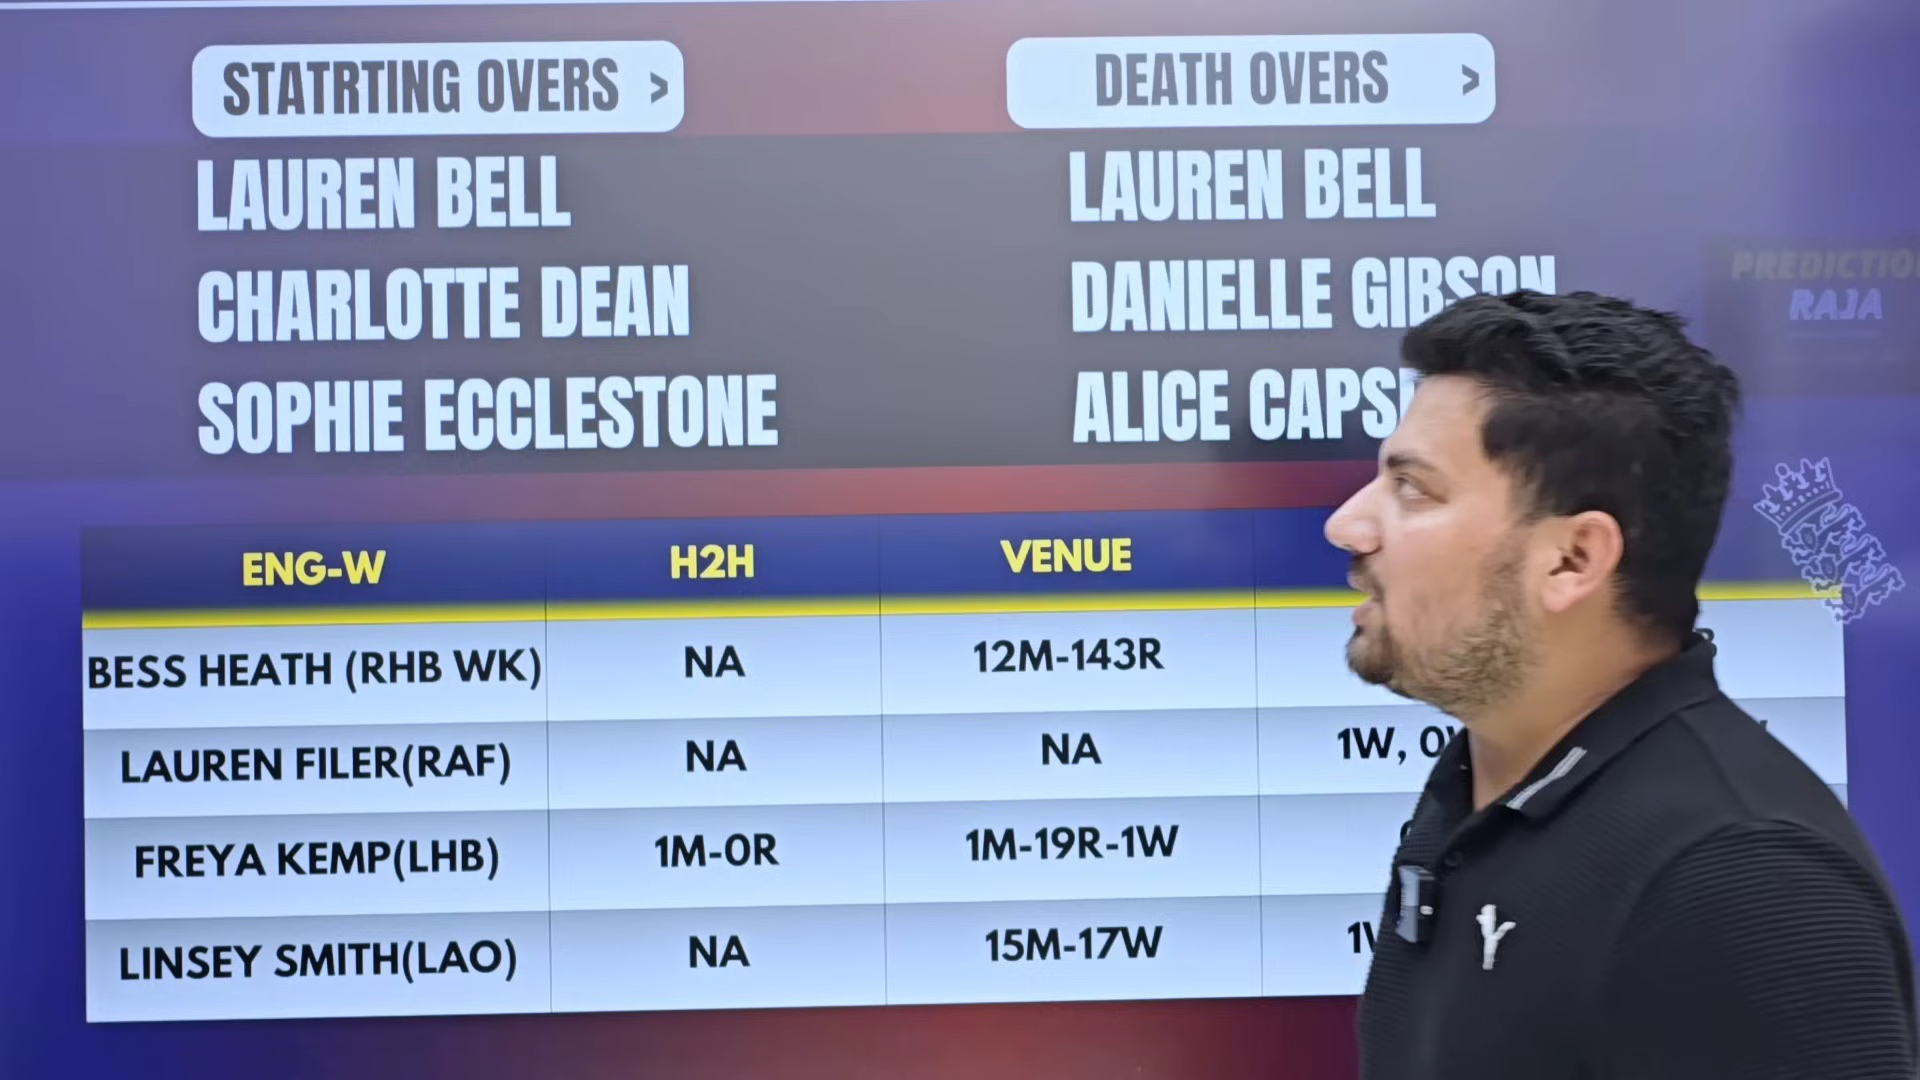 STATRTING OVERS >
DEATH OVERS >
LAUREN BELL
CHARLOTTE DEAN
SOPHIE ECCLESTONE
LAUREN BELL
DANIELLE GIBSON
ALICE
PREDICTION
RAJA
ENG-W H2H VENUE
BESS HEATH (RHB WK) NA 12M-143R
LAUREN FILER(RAF) NA NA 1W,
FREYA KEMP(LHB) 1M-0R 1M-19R-1W
LINSEY SMITH(LAO) NA 15M-17W